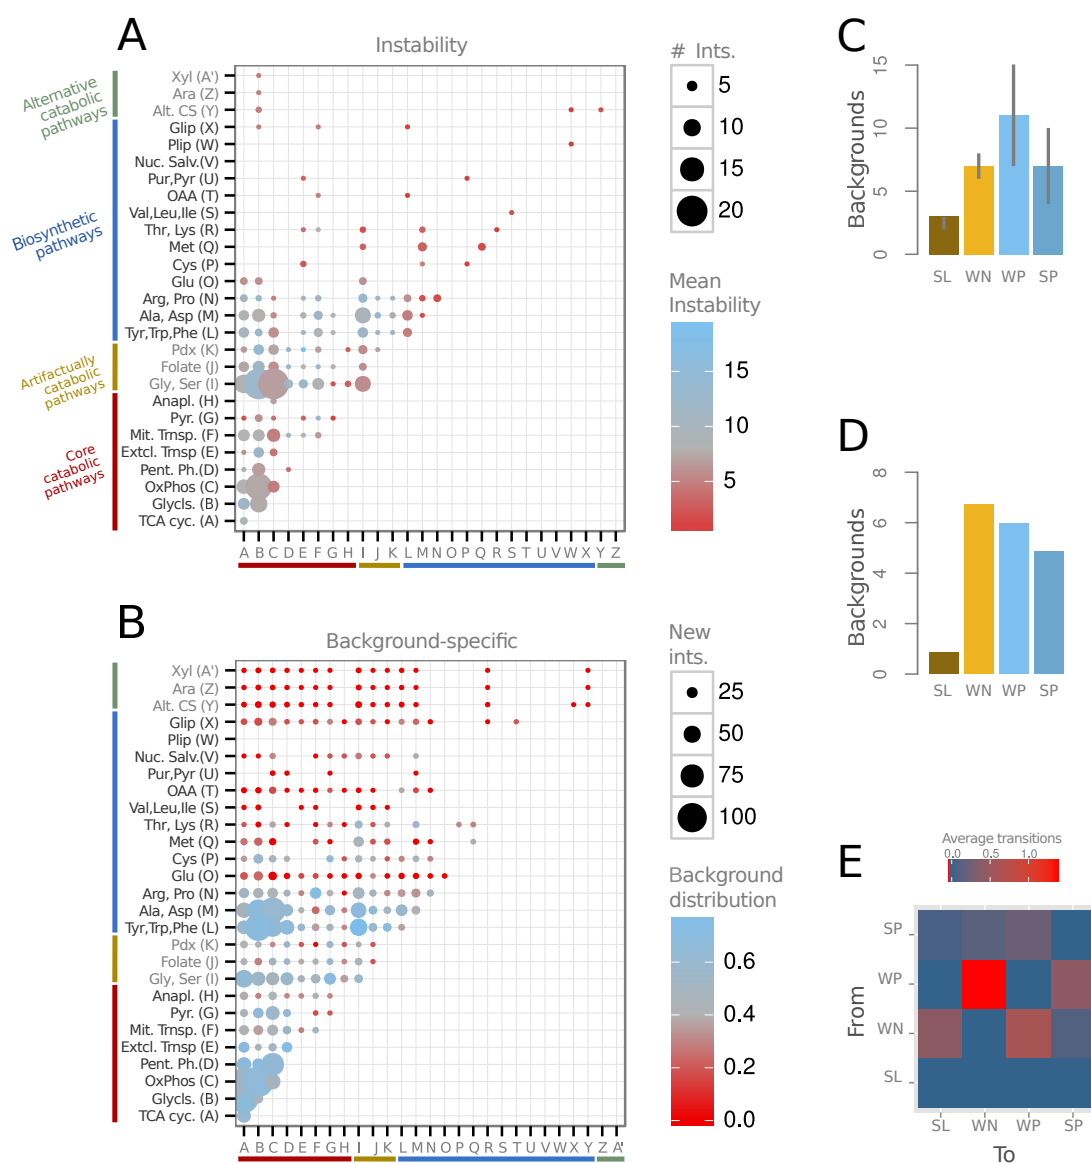 A
Instability
Alternative
catabolic
pathways
Biosynthetic
pathways
Artifactually
catabolic
pathways
Core
catabolic
pathways
Xyl (A')
Ara (Z)
Alt. CS (Y)
Glip (X)
Plip (W)
Nuc. Salv.(V)
Pur,Pyr (U)
OAA (T)
Val,Leu,Ile (S)
Thr, Lys (R)
Met (Q)
Cys (P)
Glu (O)
Arg, Pro (N)
Ala, Asp (M)
Tyr,Trp,Phe (L)
Pdx (K)
Folate (J)
Gly, Ser (I)
Anapl. (H)
Pyr. (G)
Mit. Trnsp. (F)
Extcl. Trnsp (E)
Pent. Ph.(D)
OxPhos (C)
Glycls. (B)
TCA cyc. (A)
A B C D E F G H I J K L M N O P Q R S T U V W X Y Z
# Ints.
5
10
15
20
Mean
Instability
15
10
5
B
Background-specific
Xyl (A')
Ara (Z)
Alt. CS (Y)
Glip (X)
Plip (W)
Nuc. Salv.(V)
Pur,Pyr (U)
OAA (T)
Val,Leu,Ile (S)
Thr, Lys (R)
Met (Q)
Cys (P)
Glu (O)
Arg, Pro (N)
Ala, Asp (M)
Tyr,Trp,Phe (L)
Pdx (K)
Folate (J)
Gly, Ser (I)
Anapl. (H)
Pyr. (G)
Mit. Trnsp. (F)
Extcl. Trnsp (E)
Pent. Ph.(D)
OxPhos (C)
Glycls. (B)
TCA cyc. (A)
A B C D E F G H I J K L M N O P Q R S T U V W X Y Z A'
New
ints.
25
50
75
100
Background
distribution
0.6
0.4
0.2
0.0
C
Backgrounds
15
10
5
0
SL WN WP SP
D
Backgrounds
8
6
4
2
0
SL WN WP SP
E
Average transitions
0.0 0.5 1.0
From
SP
WP
WN
SL
SL WN WP SP
To